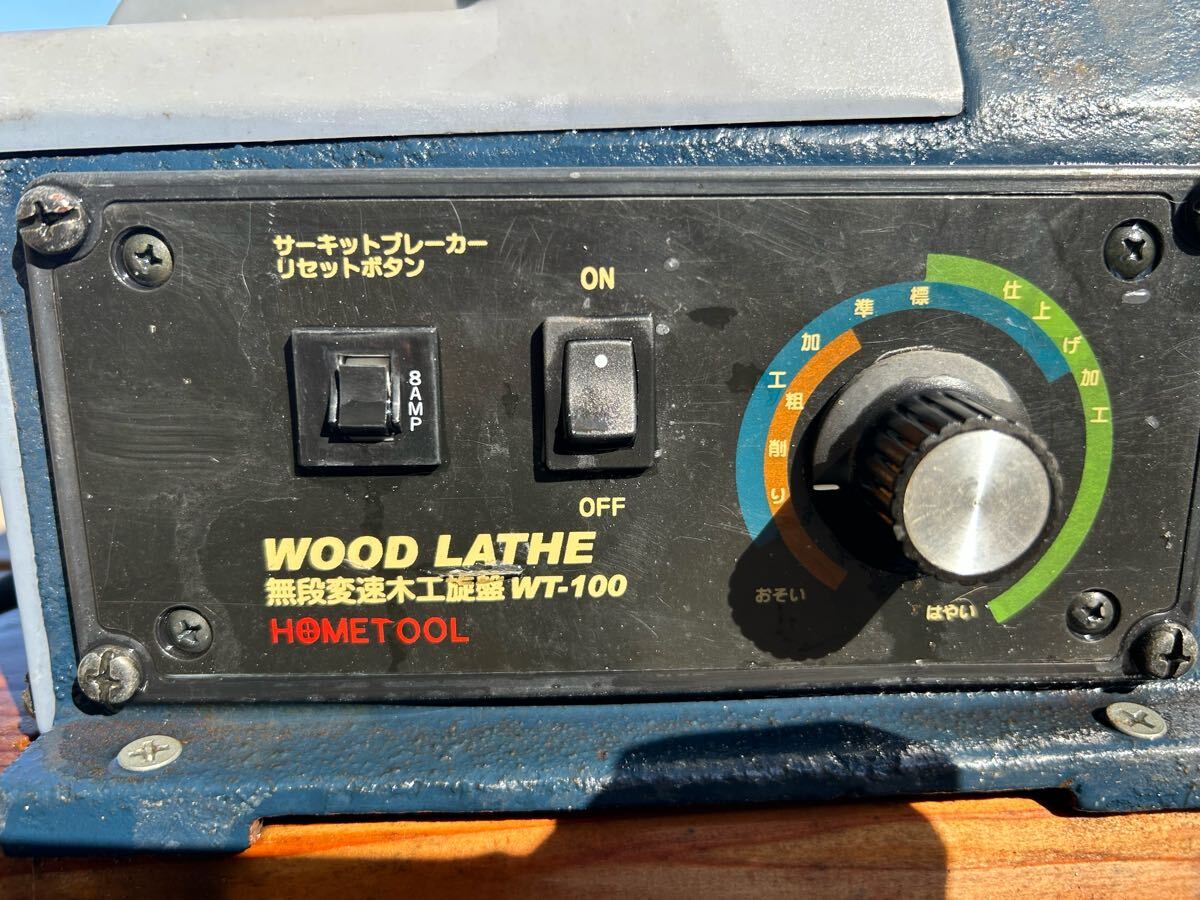 サーキットブレーカー
リセットボタン
8AMP
ON
OFF
WOOD LATHE
無段変速木工旋盤 WT-100
HOMETOOL
標準加工
粗削り
仕上げ加工
おそい
はやい